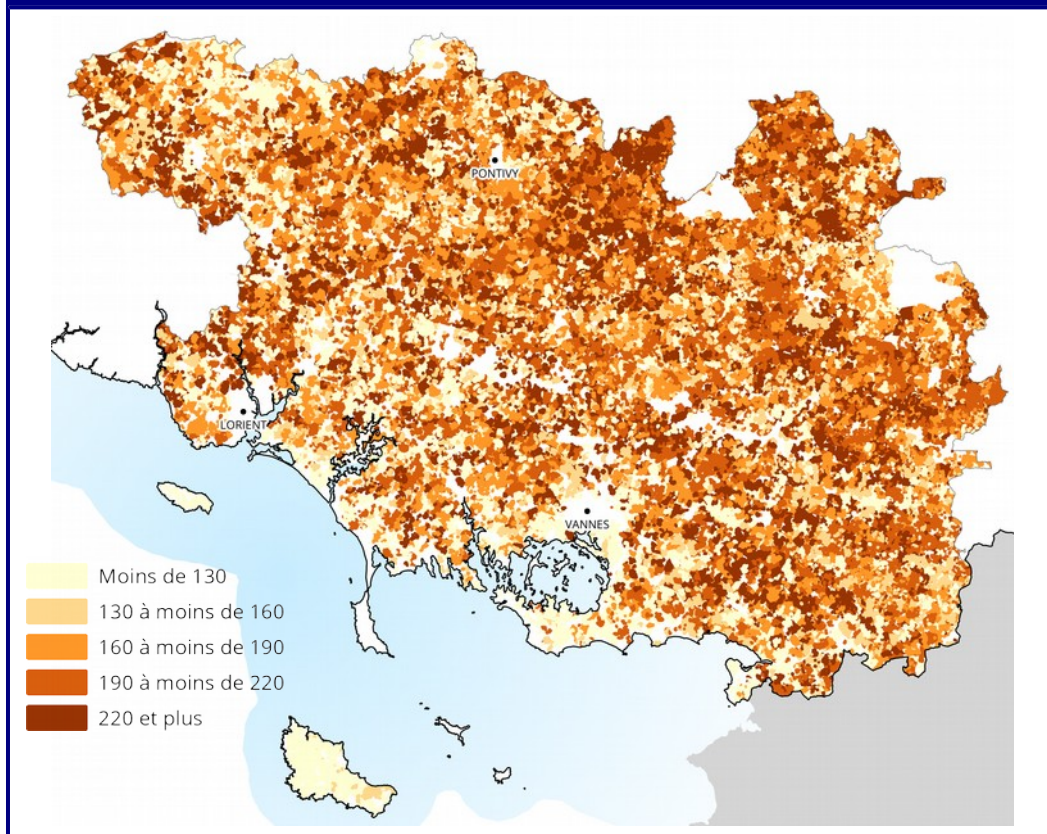 PONTIVY
LORIENT
VANNES
Moins de 130
130 à moins de 160
160 à moins de 190
190 à moins de 220
220 et plus